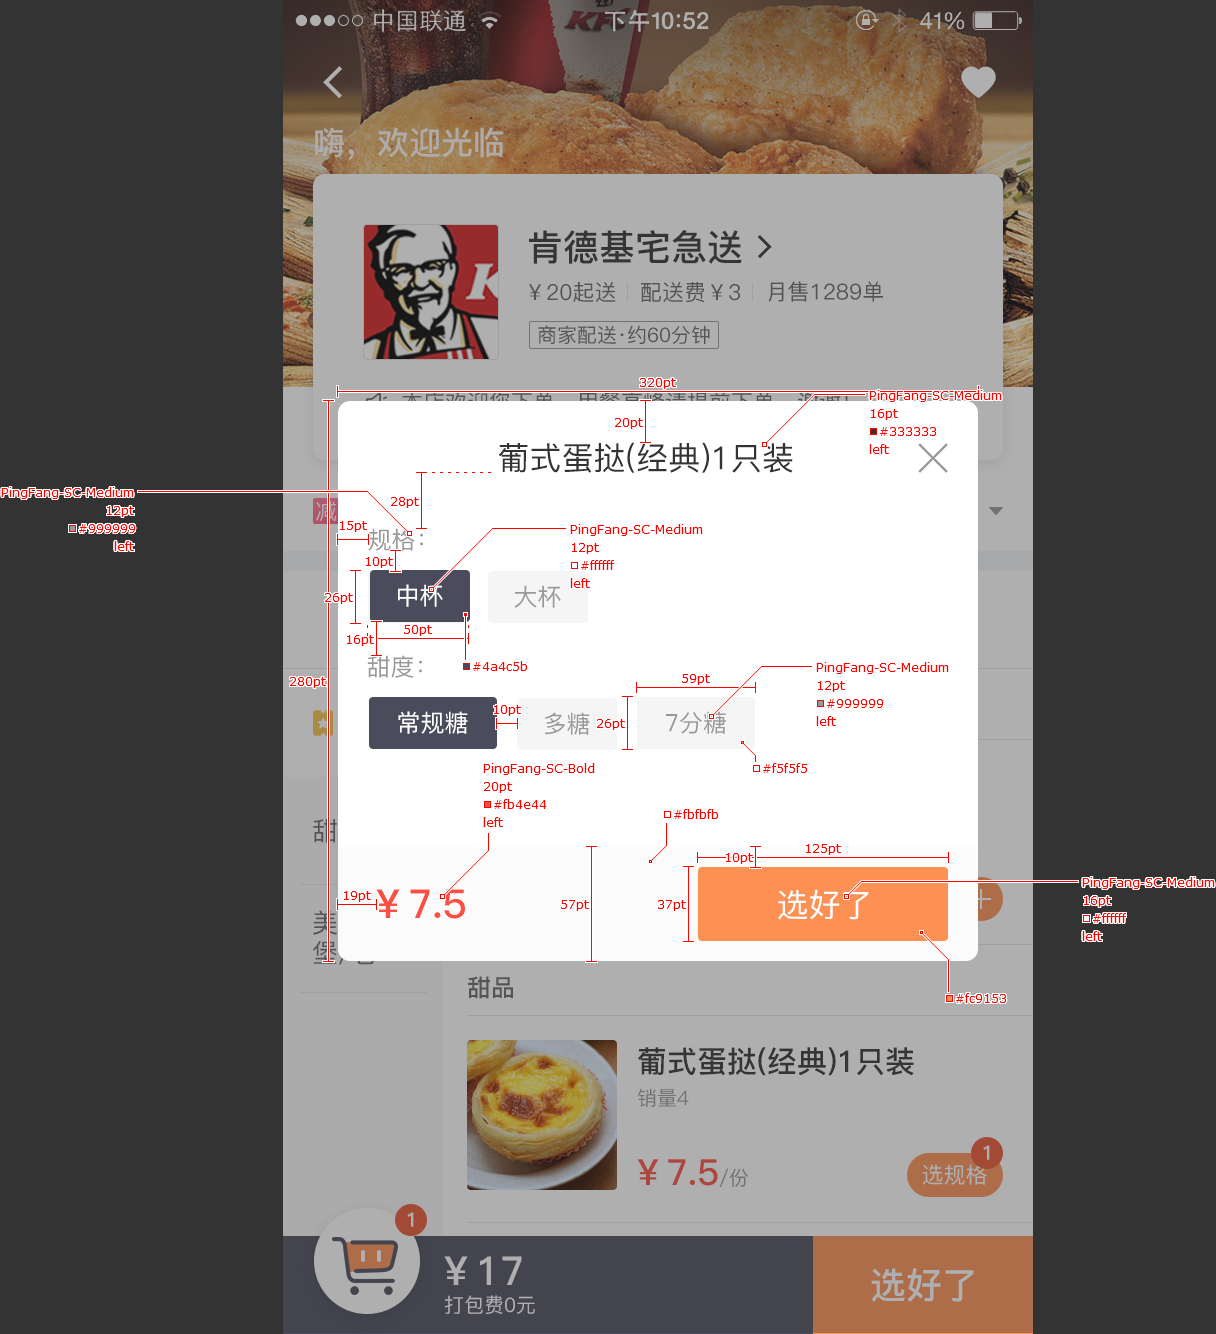 中国联通
下午10:52
41%
嗨，欢迎光临
肯德基宅急送
￥20起送 配送费￥3 月售1289单
商家配送·约60分钟
320pt
PingFang-SC-Medium
16pt
#333333
left
20pt
葡式蛋挞(经典)1只装
28pt
PingFang-SC-Medium
12pt
#999999
left
减
15pt
规格：
10pt
PingFang-SC-Medium
12pt
#ffffff
left
26pt
中杯
大杯
50pt
16pt
#4a4c5b
甜度：
280pt
PingFang-SC-Medium
12pt
#999999
left
59pt
常规糖
10pt
多糖
26pt
7分糖
#f5f5f5
PingFang-SC-Bold
20pt
#fb4e44
left
#fbfbfb
甜
125pt
10pt
19pt
￥7.5
57pt
37pt
选好了
PingFang-SC-Medium
16pt
#ffffff
left
美
堡
#fc9153
甜品
葡式蛋挞(经典)1只装
销量4
￥7.5/份
1
选规格
1
￥17
打包费0元
选好了